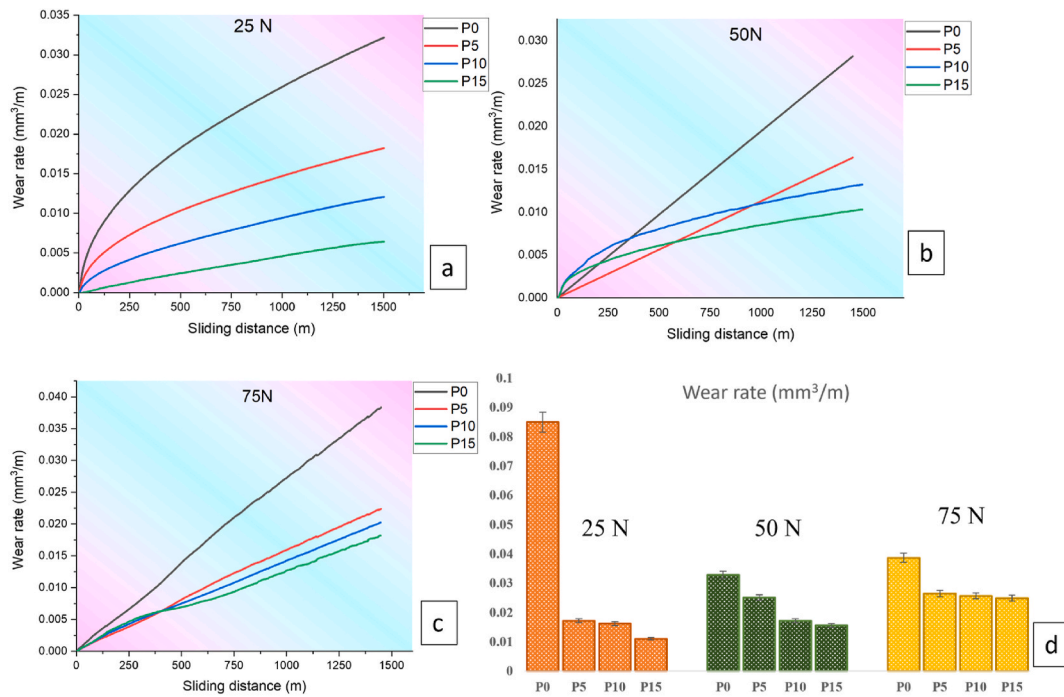 25 N
P0
P5
P10
P15
Wear rate (mm³/m)
0.035
0.030
0.025
0.020
0.015
0.010
0.005
0.000
0 250 500 750 1000 1250 1500
Sliding distance (m)
a
50N
P0
P5
P10
P15
Wear rate (mm³/m)
0.030
0.025
0.020
0.015
0.010
0.005
0.000
0 250 500 750 1000 1250 1500
Sliding distance (m)
b
75N
P0
P5
P10
P15
Wear rate (mm³/m)
0.040
0.035
0.030
0.025
0.020
0.015
0.010
0.005
0.000
0 250 500 750 1000 1250 1500
Sliding distance (m)
c
Wear rate (mm³/m)
0.1
0.09
0.08
0.07
0.06
0.05
0.04
0.03
0.02
0.01
0
25 N
50 N
75 N
P0 P5 P10 P15 P0 P5 P10 P15 P0 P5 P10 P15
d